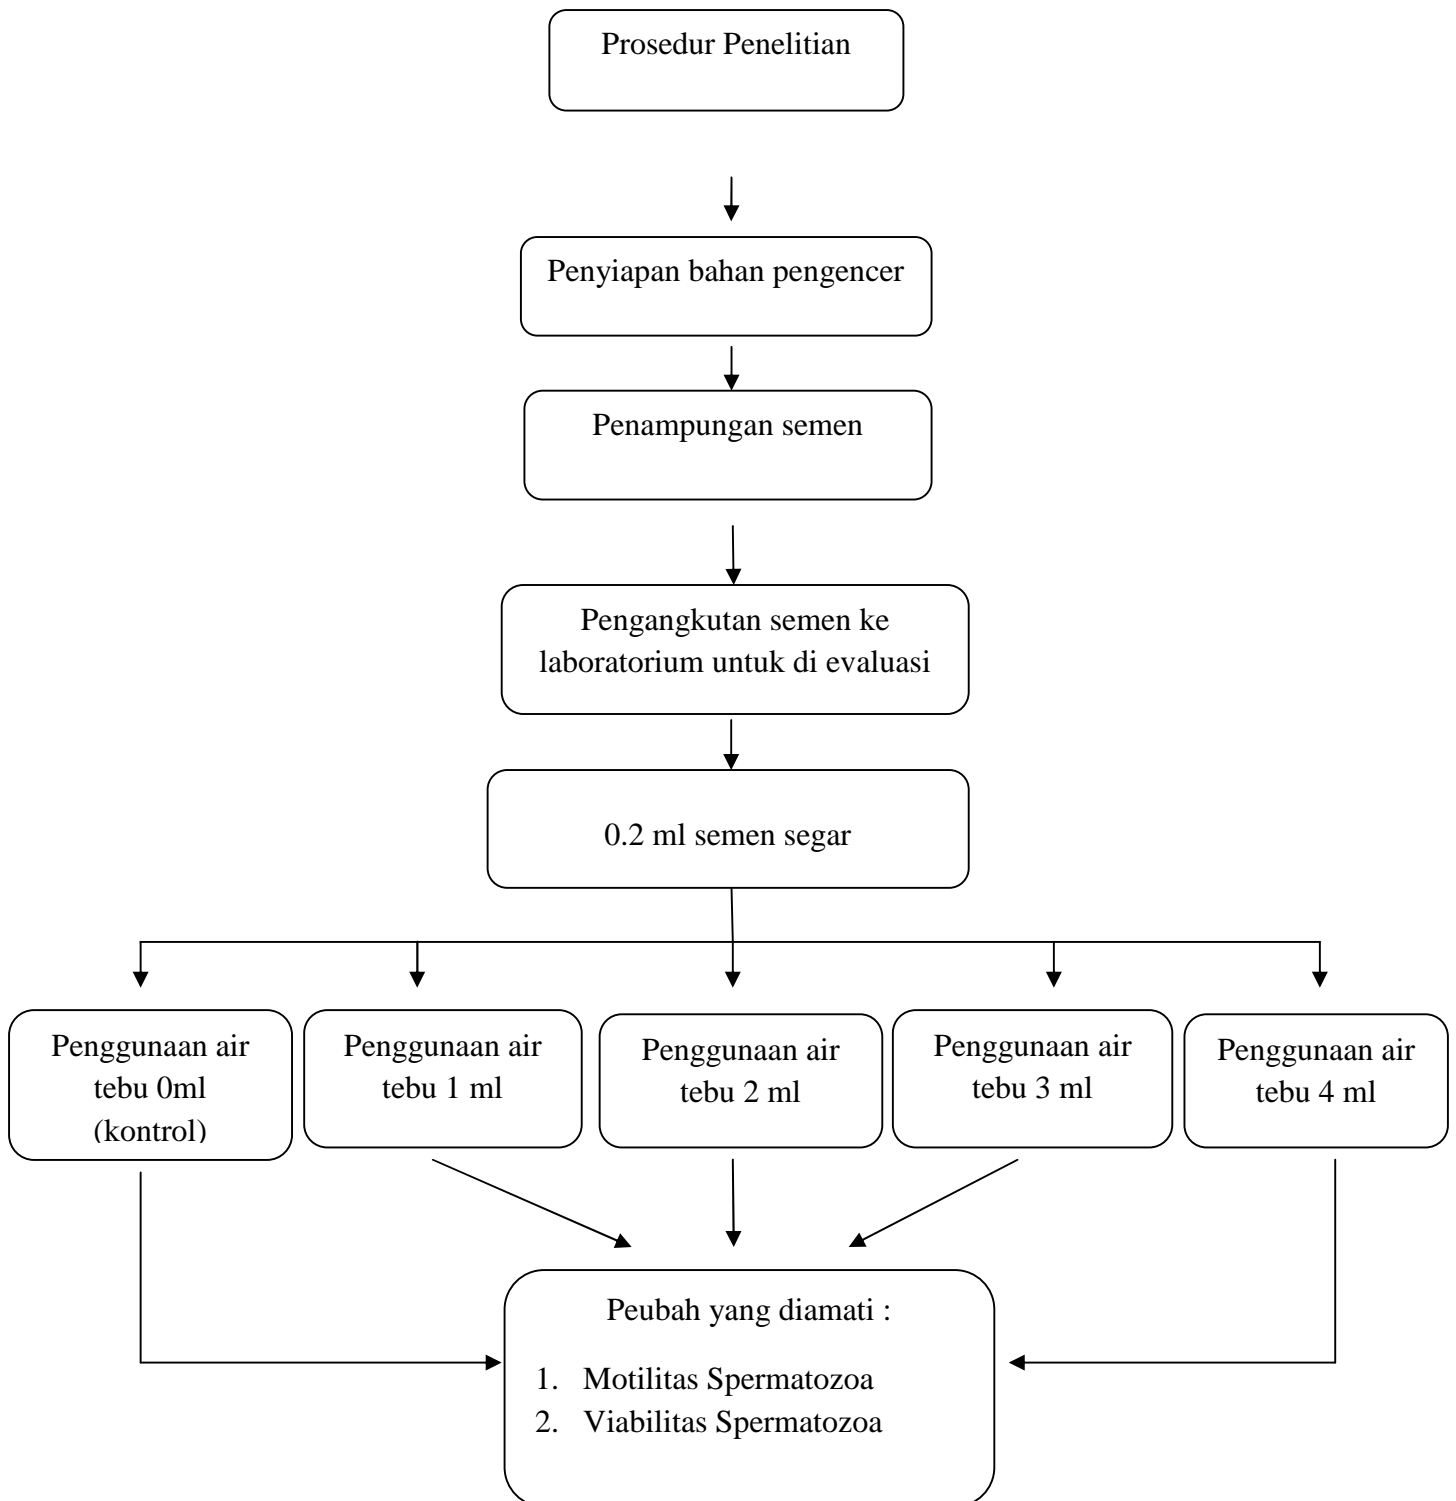 Prosedur Penelitian
Penyiapan bahan pengencer
Penampungan semen
Pengangkutan semen ke
laboratorium untuk di evaluasi
0.2 ml semen segar
Penggunaan air
tebu 0ml
(kontrol)
Penggunaan air
tebu 1 ml
Penggunaan air
tebu 2 ml
Penggunaan air
tebu 3 ml
Penggunaan air
tebu 4 ml
Peubah yang diamati :
1. Motilitas Spermatozoa
2. Viabilitas Spermatozoa